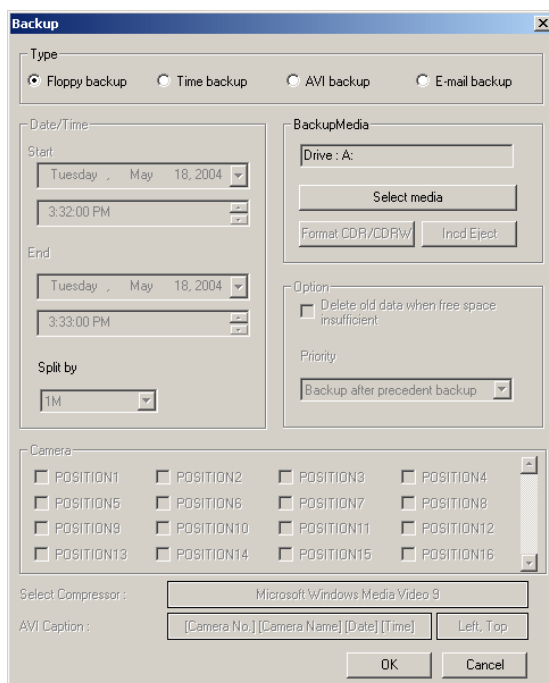 Backup
Type
Floppy backup Time backup AVI backup E-mail backup
Date/Time
Start
Tuesday , May 18, 2004
3:32:00 PM
End
Tuesday , May 18, 2004
3:33:00 PM
Split by
1M
BackupMedia
Drive : A:
Select media
Format CDR/CDRW Incd Eject
Option
Delete old data when free space
insufficient
Priority
Backup after precedent backup
Camera
POSITION1 POSITION2 POSITION3 POSITION4
POSITION5 POSITION6 POSITION7 POSITION8
POSITION9 POSITION10 POSITION11 POSITION12
POSITION13 POSITION14 POSITION15 POSITION16
Select Compressor : Microsoft Windows Media Video 9
AVI Caption : [Camera No.] [Camera Name] [Date] [Time] Left, Top
OK Cancel